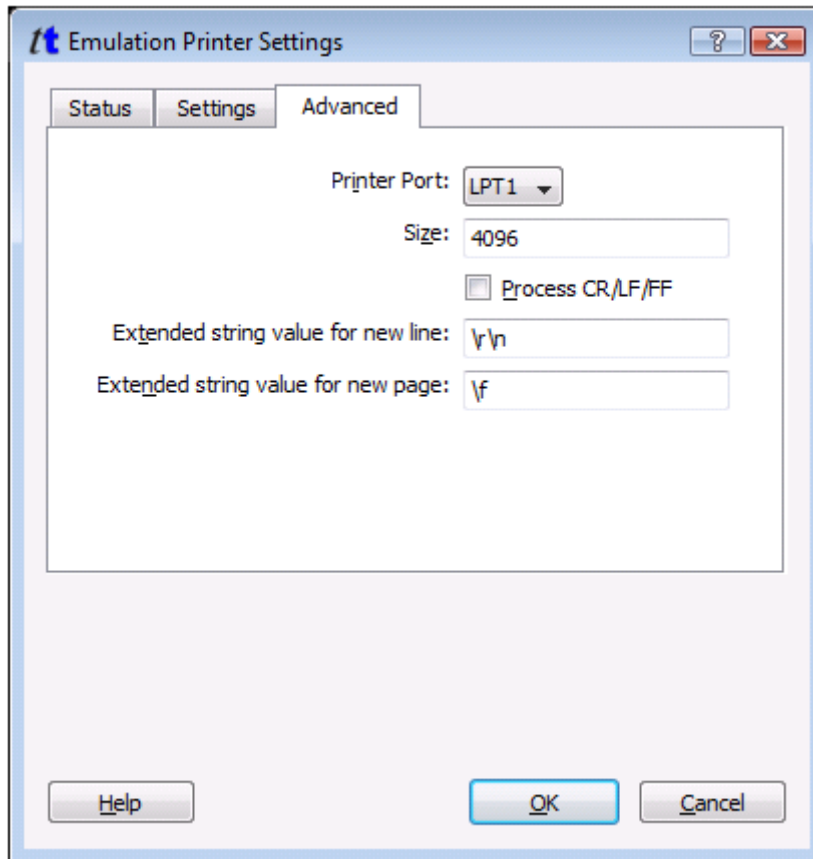 tt Emulation Printer Settings
?
Status Settings Advanced
Printer Port: LPT1
Size: 4096
Process CR/LF/FF
Extended string value for new line: \r\n
Extended string value for new page: \f
Help OK Cancel